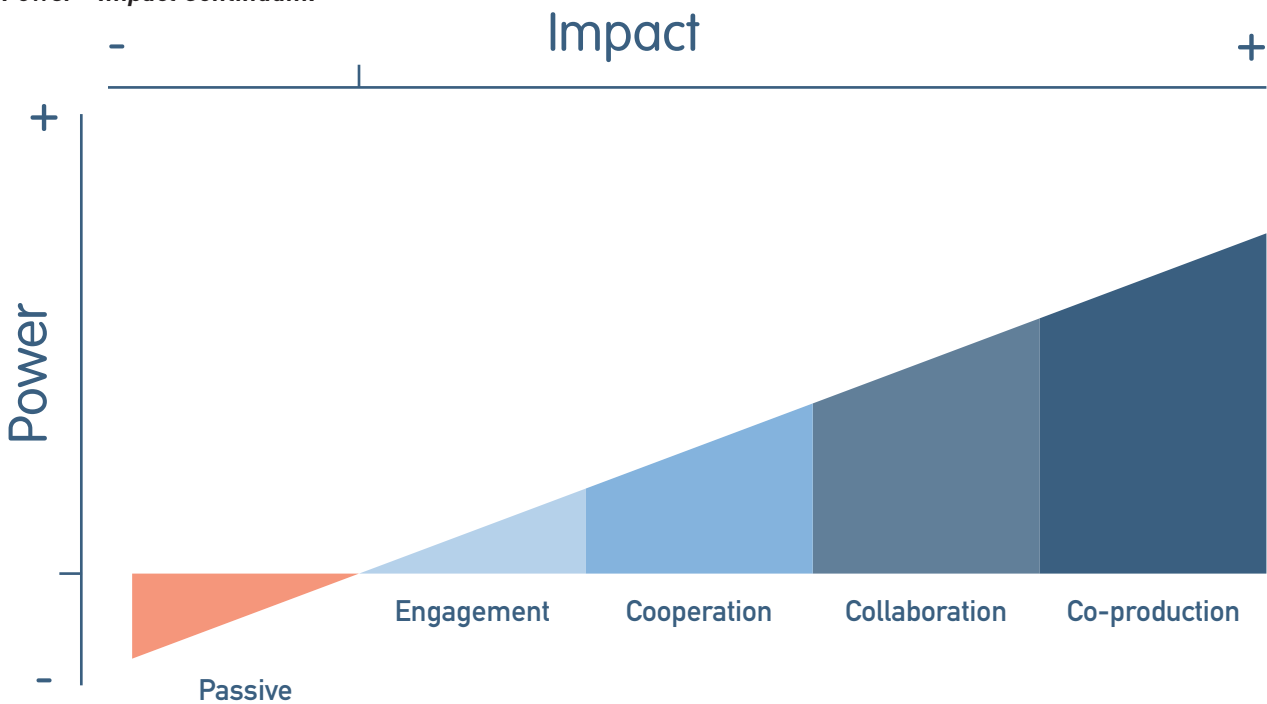 Impact
-
+
+
Power
Engagement
Cooperation
Collaboration
Co-production
-
Passive